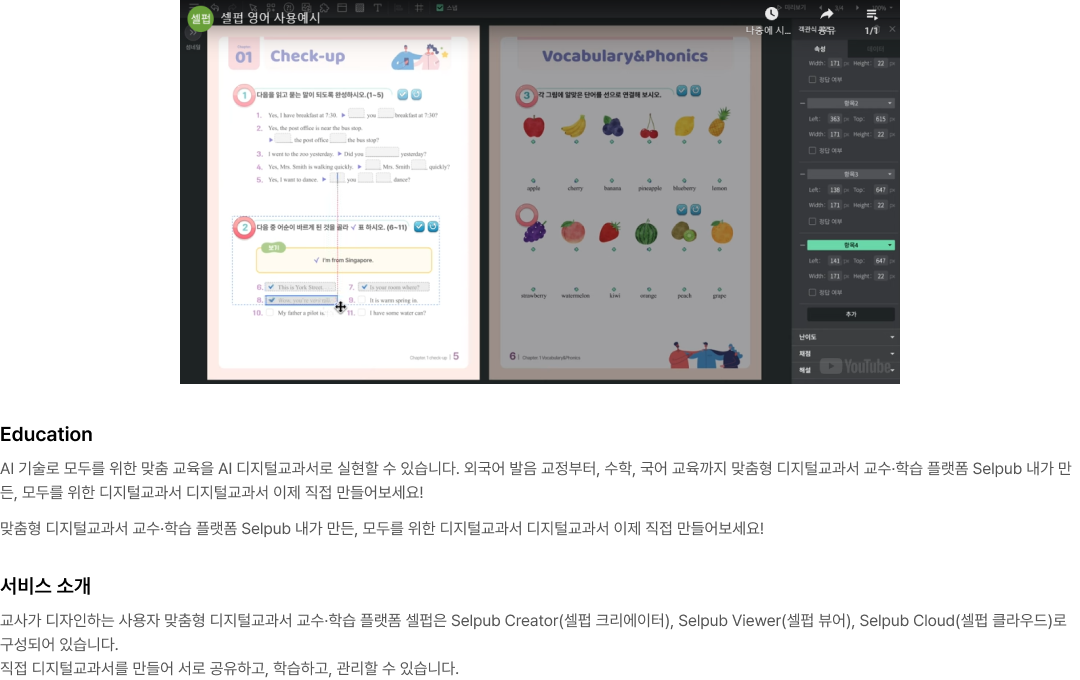 셀펍 셀펍 영어 사용예시
나중에 시... 공유 1/1
Chapter
01 Check-up
1 다음을 읽고 묻는 말이 되도록 완성하시오.(1~5)
1. Yes, I have breakfast at 7:30. ▶ you breakfast at 7:30?
2. Yes, the post office is near the bus stop.
▶ the post office the bus stop?
3. I want to the zoo yesterday. ▶ Did you yesterday?
4. Yes, Mrs. Smith is walking quickly. ▶ Mrs. Smith quickly?
5. Yes, I want to dance. ▶ you dance?
2 다음 중 어순이 바르게 된 것을 골라 √ 표 하시오. (6~11)
보기
√ I'm from Singapore.
6. This is York Street. 7. Is your room where?
8. 9. It is warm spring in.
10. My father a pilot is. 11. I have some water can?
Chapter 1 check-up | 5
Vocabulary&Phonics
3 각 그림에 알맞은 단어를 선으로 연결해 보시오.
apple cherry banana pineapple blueberry lemon
strawberry watermelon kiwi orange peach grape
6 | Chapter 7 Vocabulary&Phonics
속성
Width: 171 px Height: 22 px
정답 여부
항목2
Left: 363 px Top: 615 px
Width: 171 px Height: 22 px
정답 여부
항목3
Left: 138 px Top: 647 px
Width: 171 px Height: 22 px
정답 여부
항목4
Left: 141 px Top: 647 px
Width: 171 px Height: 22 px
정답 여부
추가
난이도
채점
해설
YouTube
Education
AI 기술로 모두를 위한 맞춤 교육을 AI 디지털교과서로 실현할 수 있습니다. 외국어 발음 교정부터, 수학, 국어 교육까지 맞춤형 디지털교과서 교수·학습 플랫폼 Selpub 내가 만
든, 모두를 위한 디지털교과서 디지털교과서 이제 직접 만들어보세요!
맞춤형 디지털교과서 교수·학습 플랫폼 Selpub 내가 만든, 모두를 위한 디지털교과서 디지털교과서 이제 직접 만들어보세요!
서비스 소개
교사가 디자인하는 사용자 맞춤형 디지털교과서 교수·학습 플랫폼 셀펍은 Selpub Creator(셀펍 크리에이터), Selpub Viewer(셀펍 뷰어), Selpub Cloud(셀펍 클라우드)로
구성되어 있습니다.
직접 디지털교과서를 만들어 서로 공유하고, 학습하고, 관리할 수 있습니다.